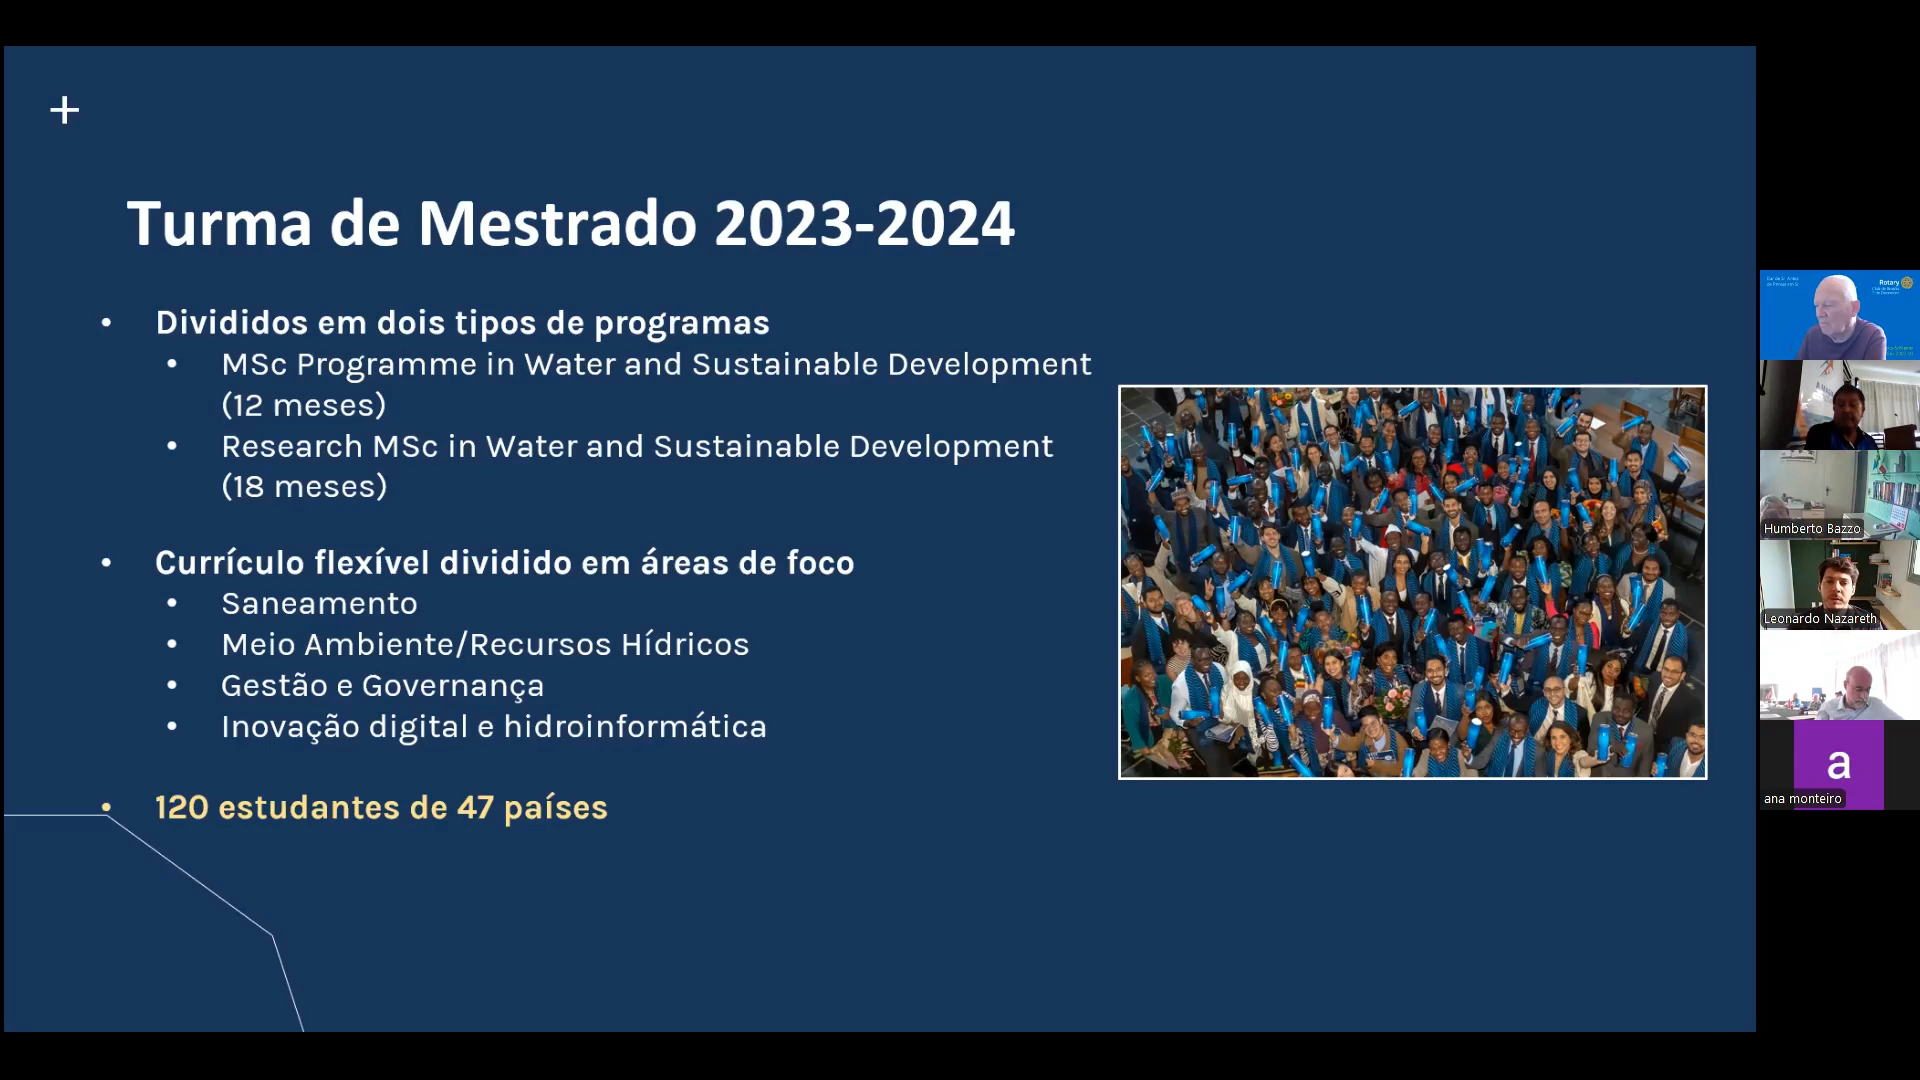 Turma de Mestrado 2023-2024
• Divididos em dois tipos de programas
• MSc Programme in Water and Sustainable Development
(12 meses)
• Research MSc in Water and Sustainable Development
(18 meses)
• Currículo flexível dividido em áreas de foco
• Saneamento
• Meio Ambiente/Recursos Hídricos
• Gestão e Governança
• Inovação digital e hidroinformática
• 120 estudantes de 47 países
Rotary
Humberto Bazzo
Leonardo Nazareth
a
ana monteiro